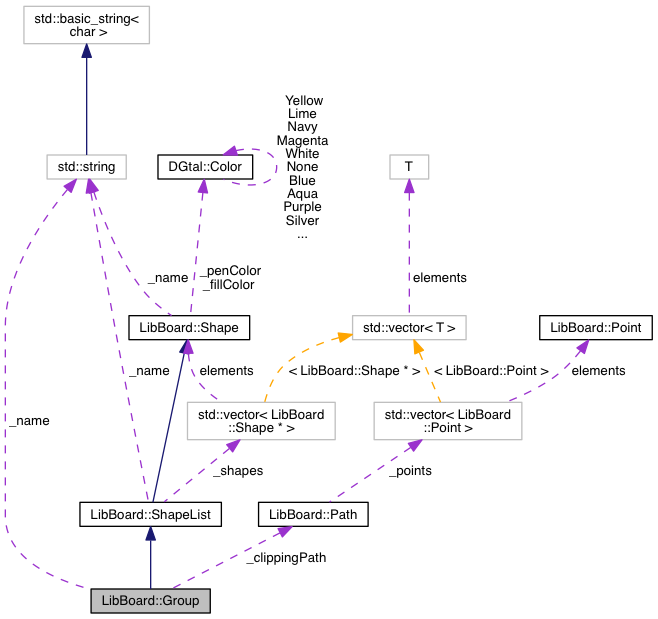 std::basic_string<
char >
Yellow
Lime
Navy
Magenta
White
None
Blue
Aqua
Purple
Silver
...
std::string
DGtal::Color
T
_name
_penColor
_fillColor
elements
LibBoard::Shape
std::vector< T >
LibBoard::Point
_name
elements
< LibBoard::Shape * >
< LibBoard::Point >
elements
_name
std::vector< LibBoard
::Shape * >
std::vector< LibBoard
::Point >
_shapes
_points
LibBoard::ShapeList
LibBoard::Path
_clippingPath
LibBoard::Group